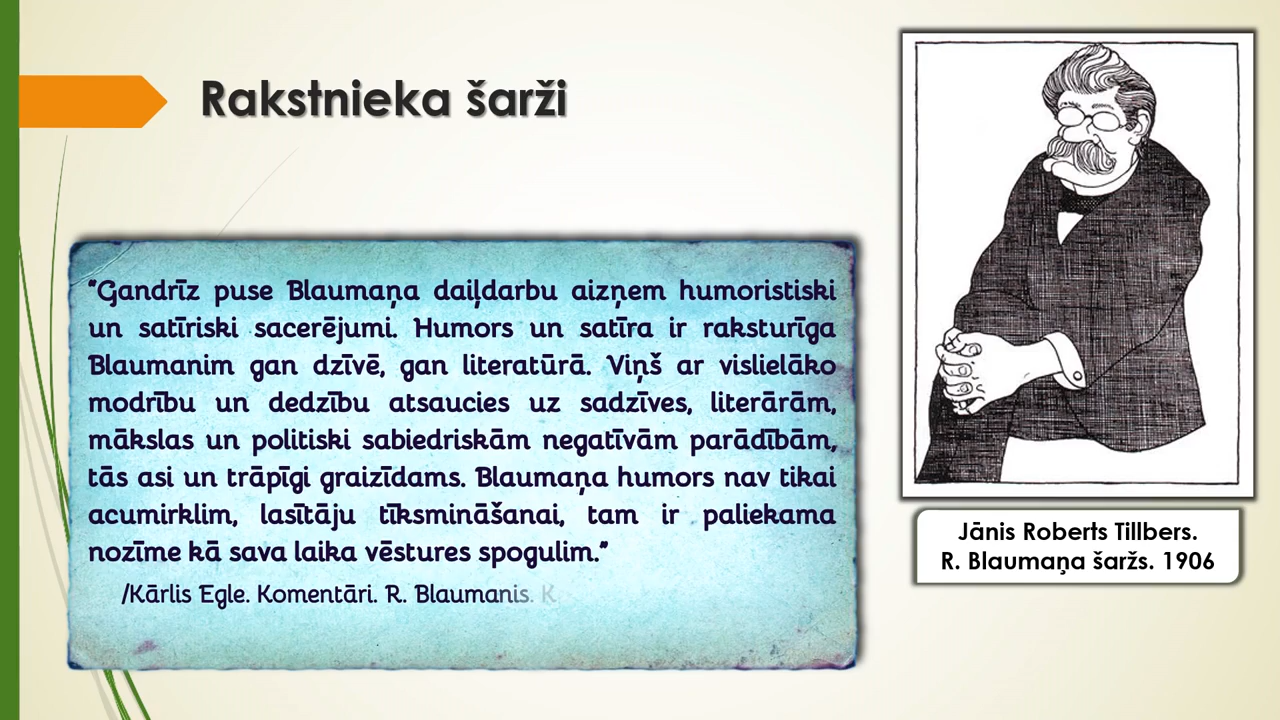 Rakstnieka šarži
“Gandrīz puse Blaumaņa daiļdarbu aizņem humoristiski
un satīriski sacerējumi. Humors un satīra ir raksturīga
Blaumanim gan dzīvē, gan literatūrā. Viņš ar vislielāko
modrību un dedzību atsaucies uz sadzīves, literārām,
mākslas un politiski sabiedriskām negatīvām parādībām,
tās asi un trāpīgi graizīdams. Blaumaņa humors nav tikai
acumirklim, lasītāju tīksmināšanai, tam ir paliekama
nozīme kā sava laika vēstures spogulim.”
/Kārlis Egle. Komentāri. R. Blaumanis. K
Jānis Roberts Tillbers.
R. Blaumaņa šaržs. 1906